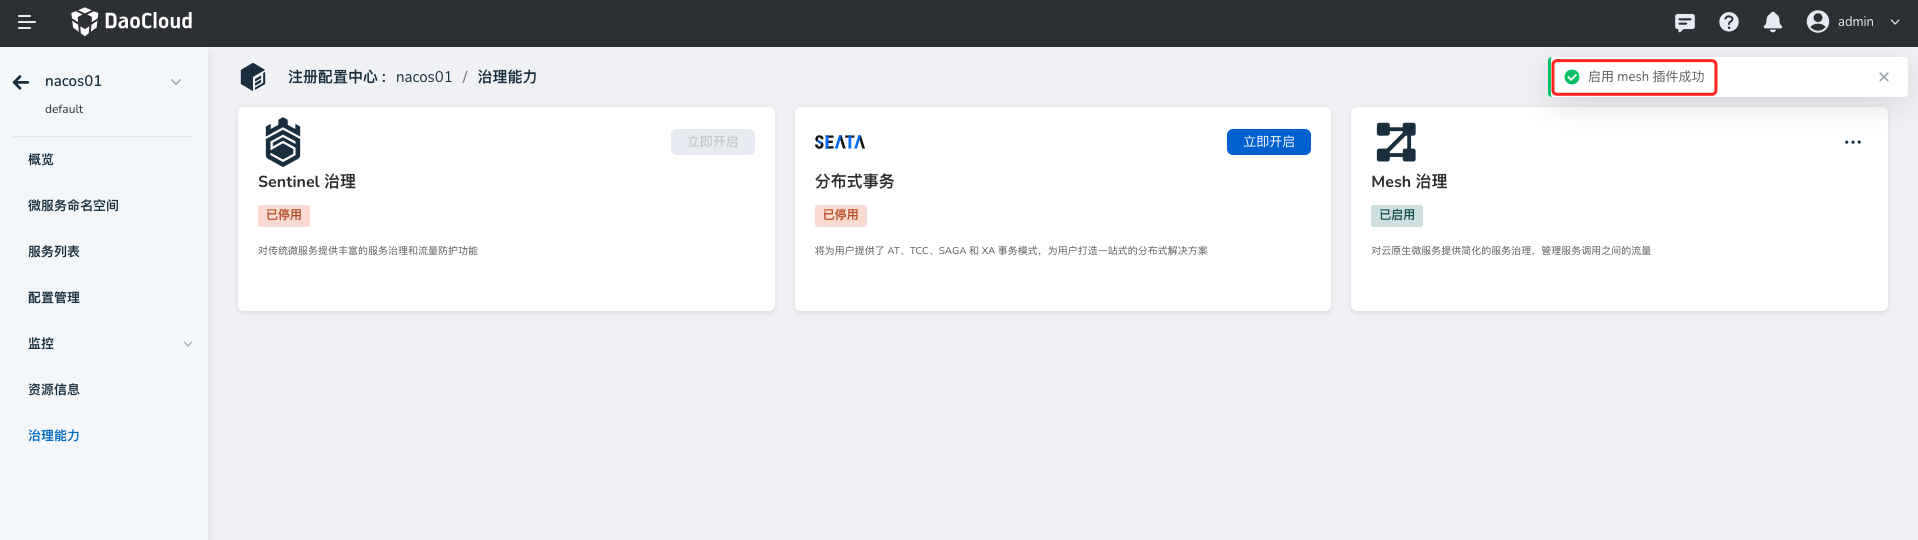 DaoCloud
admin
nacos01
default
概览
微服务命名空间
服务列表
配置管理
监控
资源信息
治理能力
注册配置中心： nacos01 / 治理能力
启用 mesh 插件成功
立即开启
Sentinel 治理
已停用
对传统微服务提供丰富的服务治理和流量防护功能
SEATA
立即开启
分布式事务
已停用
将为用户提供了 AT、TCC、SAGA 和 XA 事务模式，为用户打造一站式的分布式解决方案
Mesh 治理
已启用
对云原生微服务提供简化的服务治理，管理服务调用之间的流量